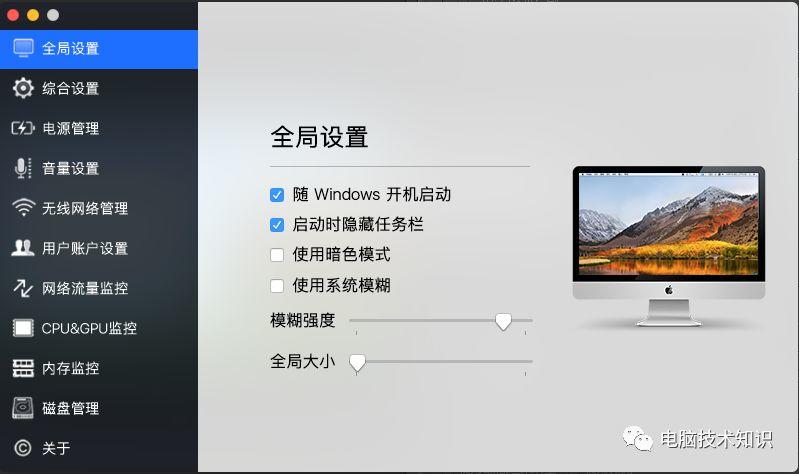 全局设置
综合设置
电源管理
音量设置
无线网络管理
用户账户设置
网络流量监控
CPU&GPU监控
内存监控
磁盘管理
关于
全局设置
随 Windows 开机启动
启动时隐藏任务栏
使用暗色模式
使用系统模糊
模糊强度
全局大小
电脑技术知识